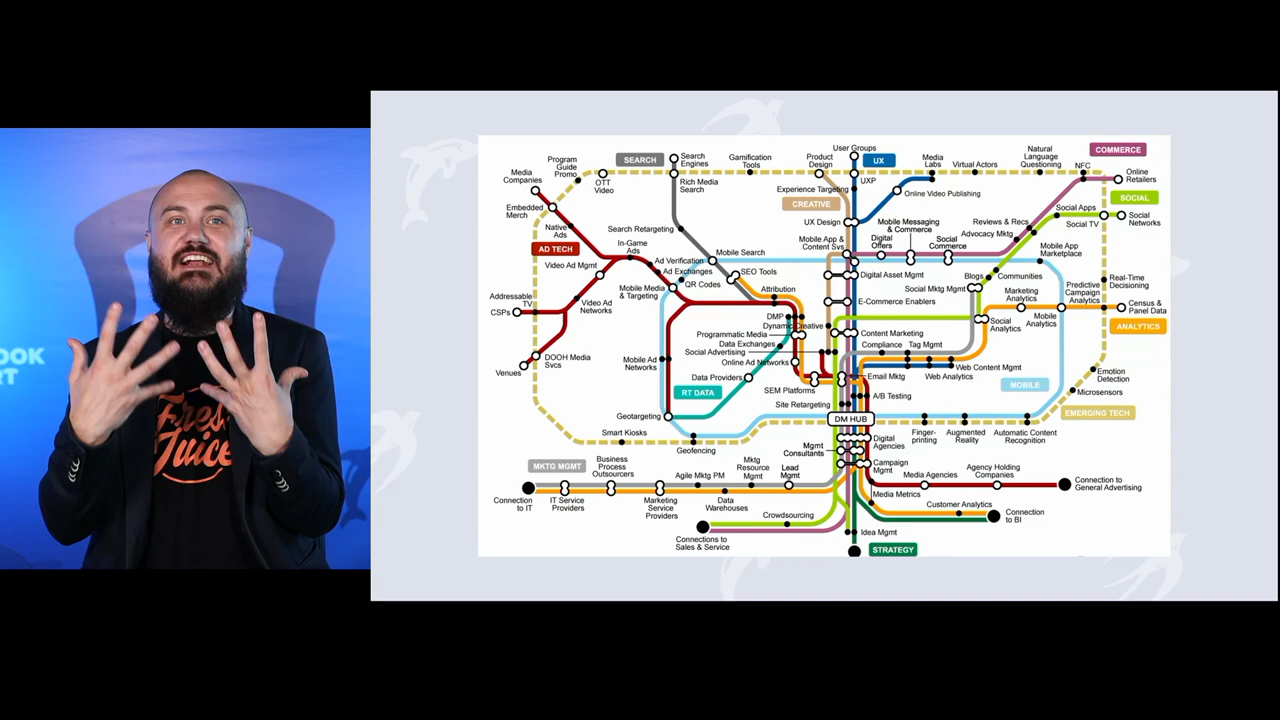 OOK
RT
Fresh
Juice
User Groups
SEARCH
Search
Engines
Program
Guide
Promo
Gamification
Tools
Product
Design
UX
Media
Labs
Virtual Actors
Natural
Language
Questioning
COMMERCE
NFC
Media
Companies
OTT
Video
Rich Media
Search
Experience Targeting
UXP
Online Video Publishing
Online
Retailers
CREATIVE
SOCIAL
Embedded
Merch
Native
Ads
Search Retargeting
UX Design
Mobile Messaging
& Commerce
Reviews & Recs
Advocacy Mktg
Social Apps
Social TV
Social
Networks
AD TECH
In-Game
Ads
Mobile App &
Content Svs
Digital
Offers
Social
Commerce
Mobile App
Marketplace
Video Ad Mgmt
Ad Verification
Mobile Search
Ad Exchanges
SEO Tools
Digital Asset Mgmt
Blogs
Communities
Real-Time
Decisioning
QR Codes
Mobile Media
& Targeting
Attribution
Social Mktg Mgmt
Marketing
Analytics
Predictive
Campaign
Analytics
Addressable
TV
CSPs
Video Ad
Networks
E-Commerce Enablers
Census &
Panel Data
DMP
Dynamic Creative
Social
Analytics
Mobile
Analytics
ANALYTICS
Programmatic Media
Content Marketing
Data Exchanges
Compliance
Tag Mgmt
Social Advertising
DOOH Media
Svcs
Venues
Mobile Ad
Networks
Online Ad Networks
Web Content Mgmt
Data Providers
Email Mktg
Web Analytics
Emotion
Detection
RT DATA
SEM Platforms
MOBILE
Microsensors
A/B Testing
Site Retargeting
EMERGING TECH
Geotargeting
DM HUB
Smart Kiosks
Geofencing
Finger-
printing
Augmented
Reality
Automatic Content
Recognition
Mgmt
Consultants
Digital
Agencies
MKTG MGMT
Business
Process
Outsourcers
Agile Mktg PM
Mktg
Resource
Mgmt
Lead
Mgmt
Campaign
Mgmt
Media Agencies
Agency Holding
Companies
Connection to
General Advertising
Connection
to IT
IT Service
Providers
Marketing
Service
Providers
Data
Warehouses
Media Metrics
Customer Analytics
Connection
to BI
Crowdsourcing
Connections to
Sales & Service
Idea Mgmt
STRATEGY